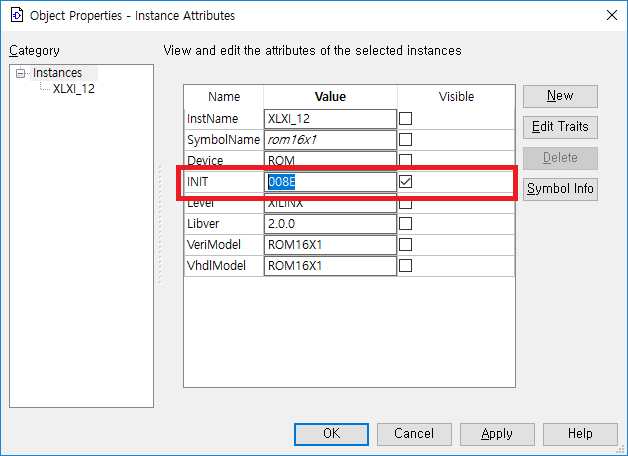 Object Properties - Instance Attributes
Category
View and edit the attributes of the selected instances
Instances
XLXI_12
Name Value Visible
InstName XLXI_12
SymbolName rom16x1
Device ROM
INIT 008E
Level XILINX
Libver 2.0.0
VeriModel ROM16X1
VhdlModel ROM16X1
New
Edit Traits
Delete
Symbol Info
OK Cancel Apply Help